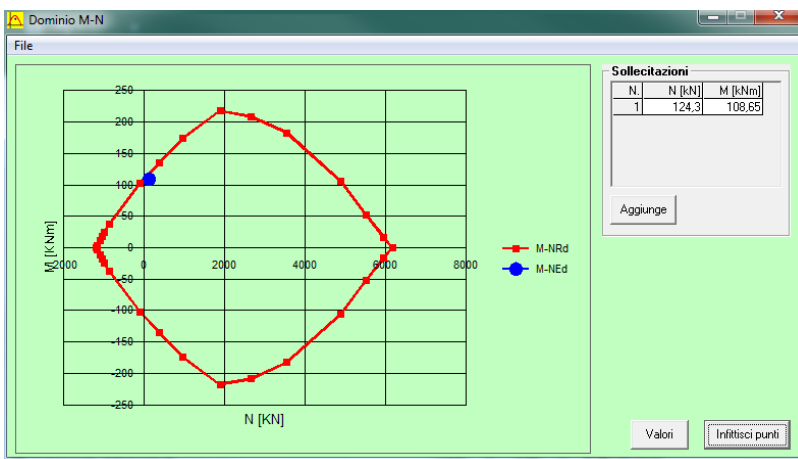 Dominio M-N
File
250
200
150
100
50
0
-50
-100
-150
-200
-250
M [KNm]
-2000
0
2000
4000
6000
8000
N [KN]
M-NRd
M-NEd
Sollecitazioni
N. N [kN] M [kNm]
1 124,3 108,65
Aggiunge
Valori
Infittisci punti